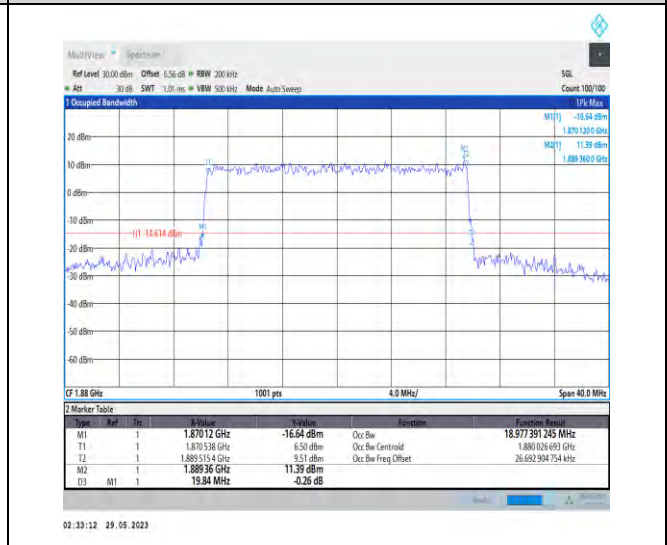 MultiView Spectrum
Ref Level 30.00 dBm Offset 6.56 dB RBW 200 kHz SGL
Att 30 dB SWT 1.01 ms VBW 500 kHz Mode Auto Sweep Count 100/100
1 Occupied Bandwidth 1Pk Max
M1[1] -16.64 dBm
1.870 120 0 GHz
M2[1] 11.39 dBm
1.889 360 0 GHz
20 dBm
10 dBm
0 dBm
-10 dBm
H1 -14.614 dBm
-20 dBm
-30 dBm
-40 dBm
-50 dBm
-60 dBm
CF 1.88 GHz 1001 pts 4.0 MHz/ Span 40.0 MHz
2 Marker Table
Type Ref Trc X-Value Y-Value Function Function Result
M1 1 1.87012 GHz -16.64 dBm Occ Bw 18.977 391 245 MHz
T1 1 1.870 538 GHz 6.50 dBm Occ Bw Centroid 1.880 026 693 GHz
T2 1 1.889 515 4 GHz 9.51 dBm Occ Bw Freq Offset 26.692 904 754 kHz
M2 1 1.88936 GHz 11.39 dBm
D3 M1 1 19.84 MHz -0.26 dB
02:33:12 29.05.2023